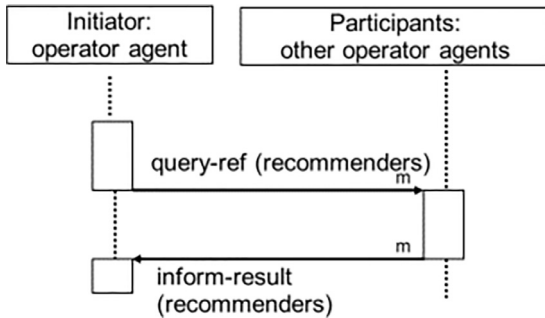 Initiator:
operator agent
Participants:
other operator agents
query-ref (recommenders)
m
m
inform-result
(recommenders)